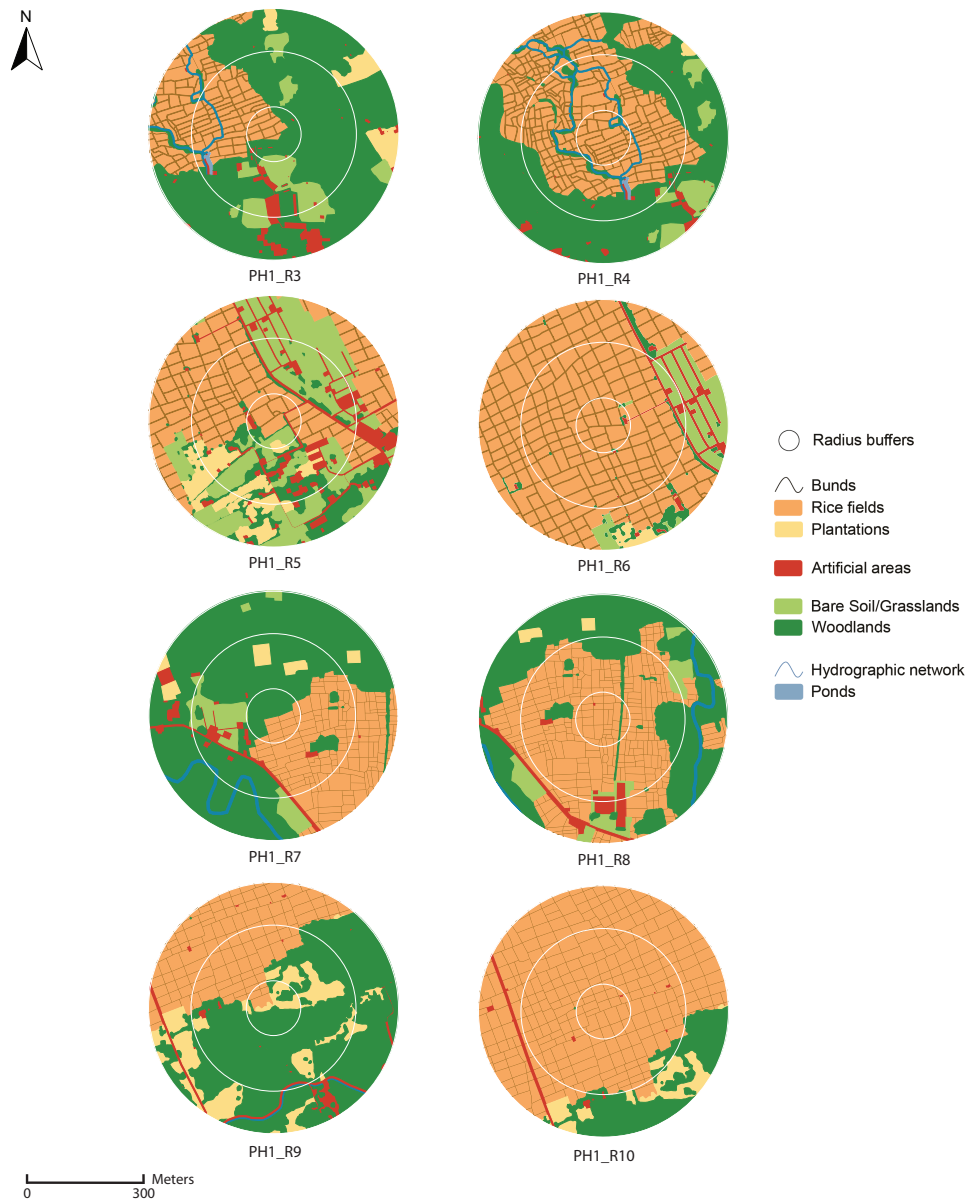 N
PH1_R3
PH1_R4
PH1_R5
PH1_R6
Radius buffers
Bunds
Rice fields
Plantations
Artificial areas
Bare Soil/Grasslands
Woodlands
Hydrographic network
Ponds
PH1_R7
PH1_R8
PH1_R9
PH1_R10
Meters
0 300